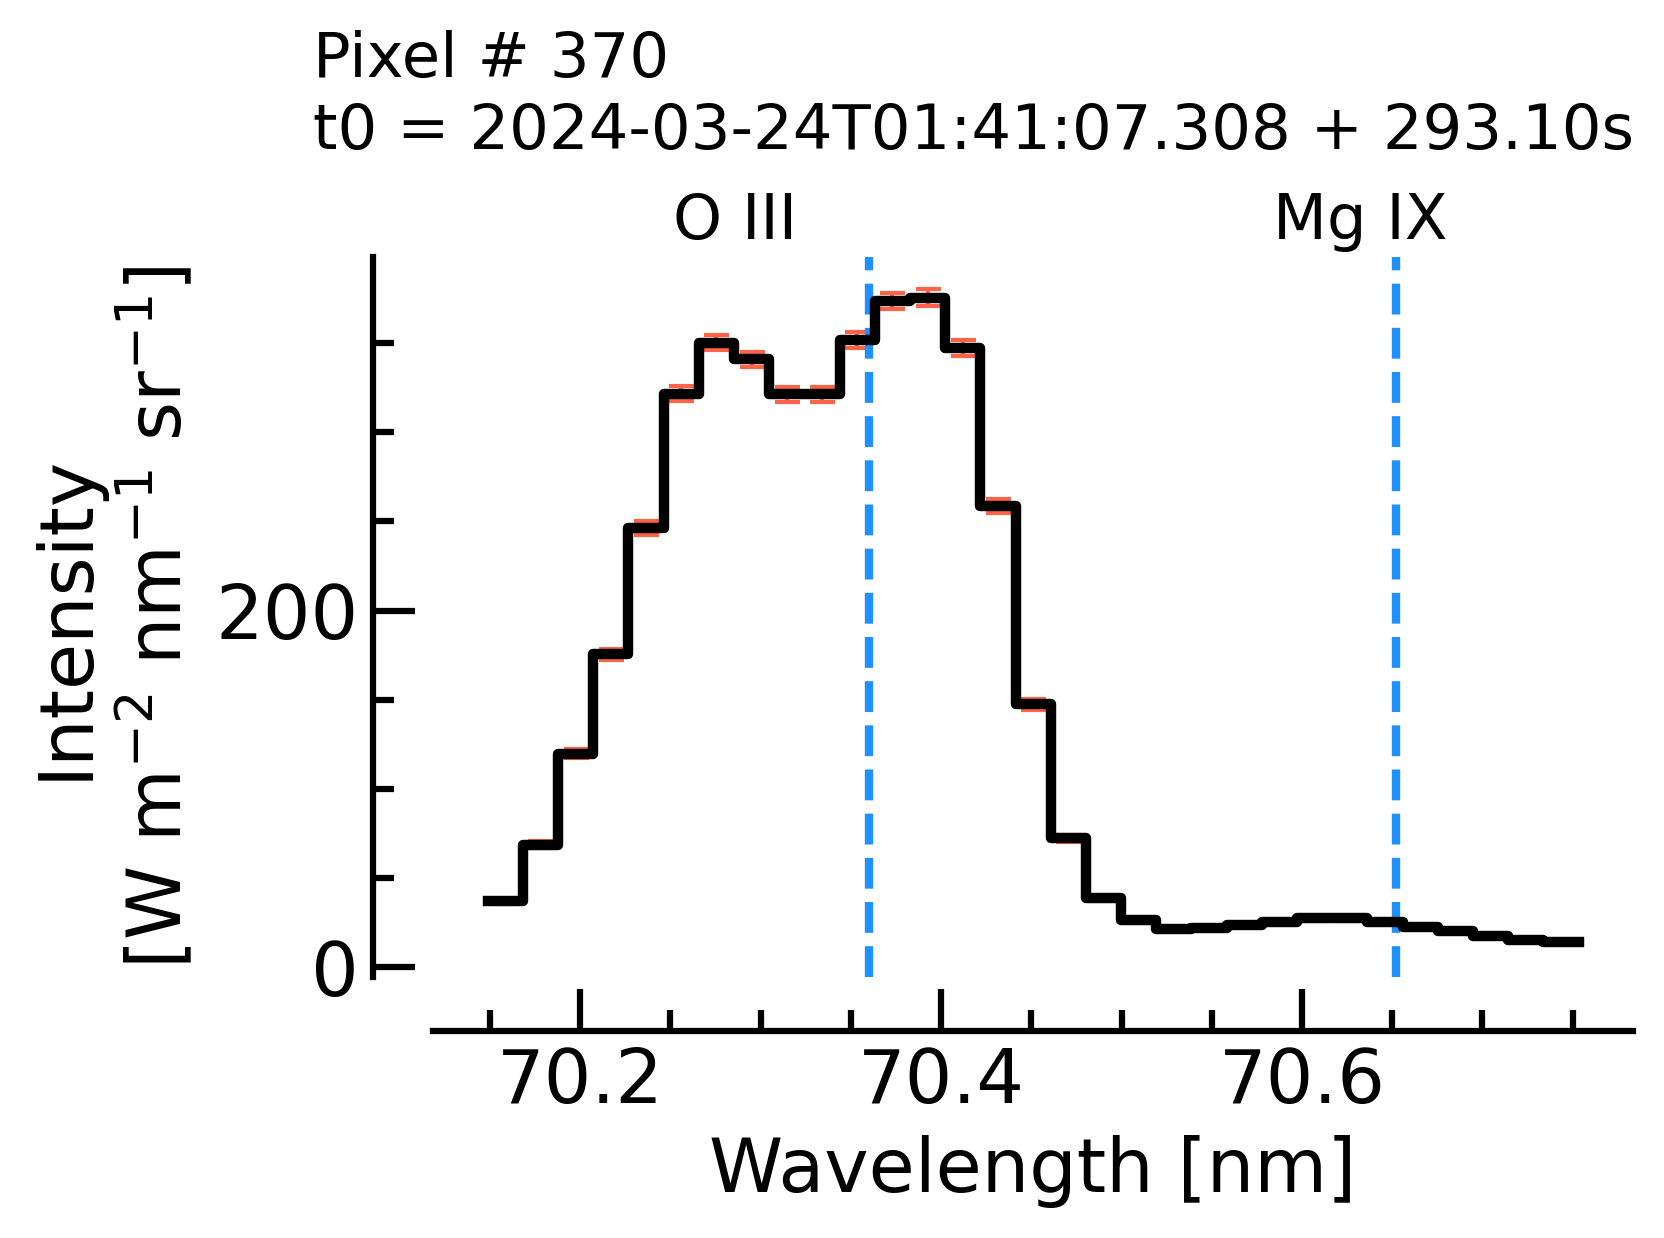 Pixel # 370
t0 = 2024-03-24T01:41:07.308 + 293.10s
O III Mg IX
Intensity
[W m⁻² nm⁻¹ sr⁻¹]
200
0
70.2 70.4 70.6
Wavelength [nm]